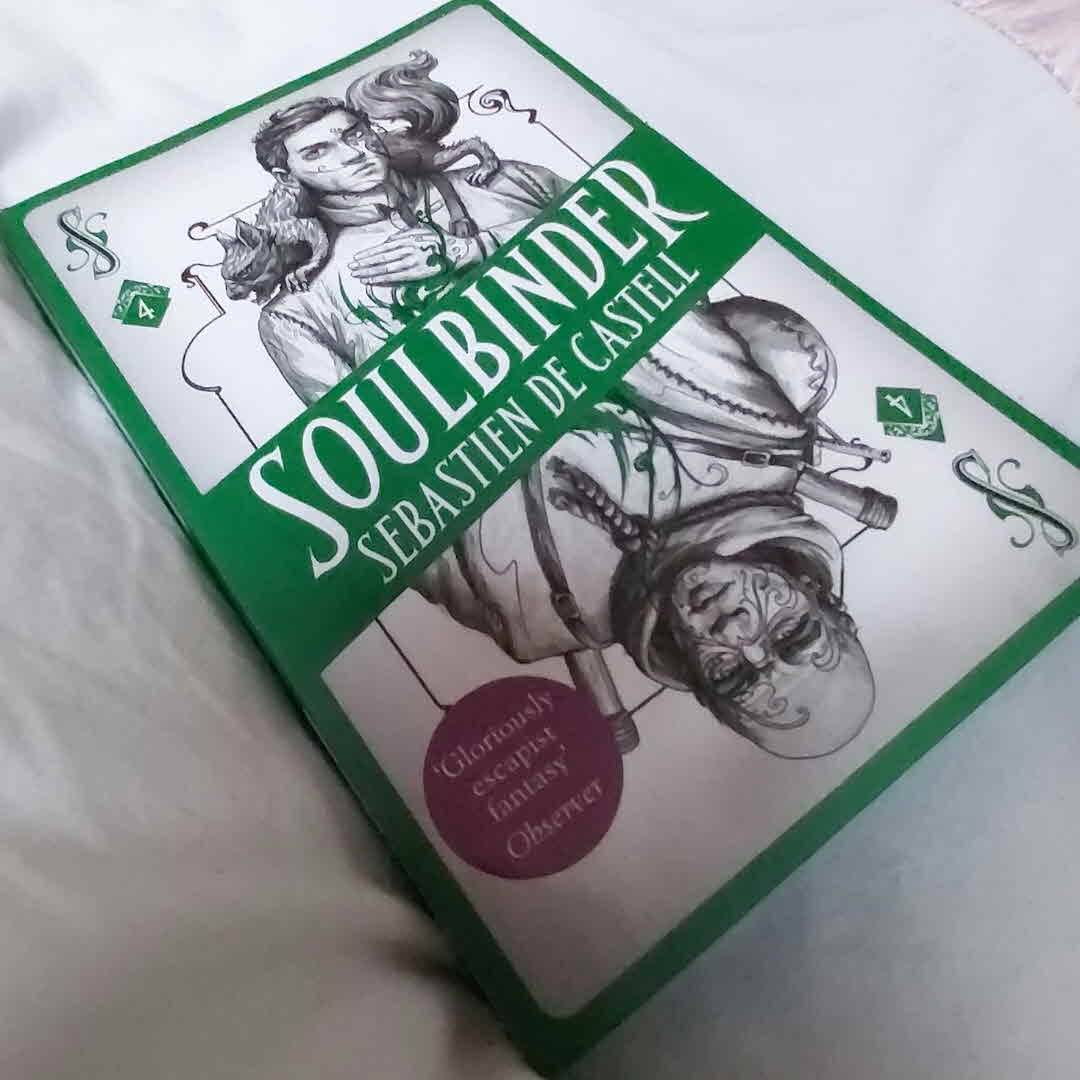 S
4
SOULBINDER
SEBASTIEN DE CASTELL
4
S
'Gloriously
escapist
fantasy'
Observer